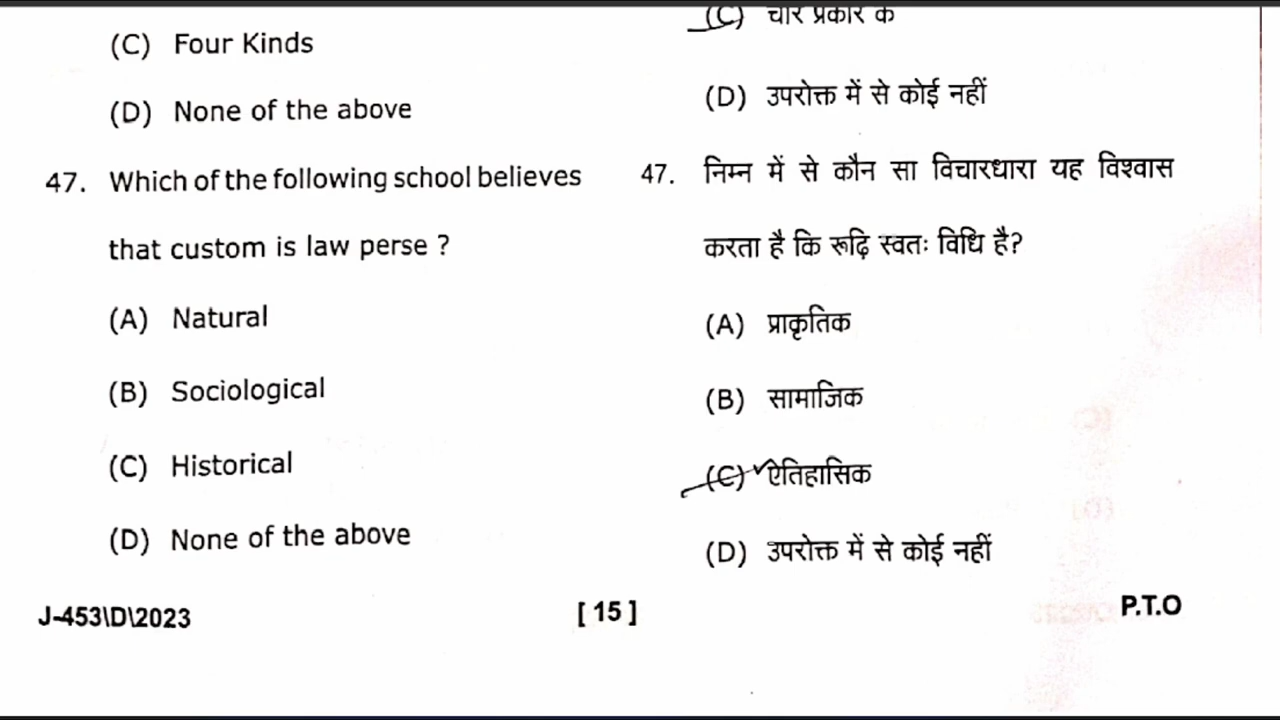 (C) Four Kinds
(D) None of the above
47. Which of the following school believes
that custom is law perse ?
(A) Natural
(B) Sociological
(C) Historical
(D) None of the above
(C) चार प्रकार के
(D) उपरोक्त में से कोई नहीं
47. निम्न में से कौन सा विचारधारा यह विश्वास
करता है कि रूढ़ि स्वतः विधि है?
(A) प्राकृतिक
(B) सामाजिक
(C) ऐतिहासिक
(D) उपरोक्त में से कोई नहीं
J-453\D\2023
[ 15 ]
P.T.O